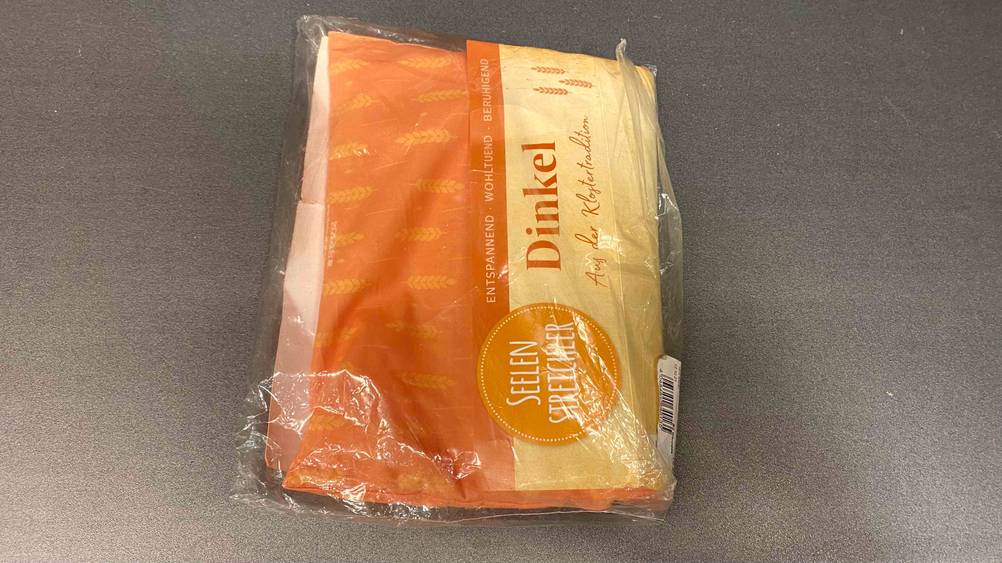 ENTSPANNEND · WOHLTUEND · BERUHIGEND
Dinkel
Aus der Klostertradition
SEELEN
STREICHLER